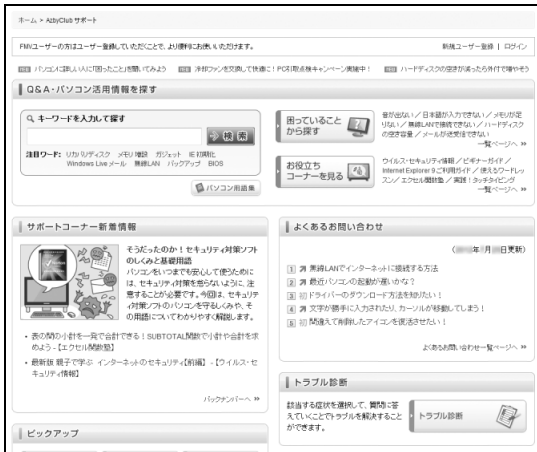 ホーム > AzbyClub サポート
FMVユーザーの方はユーザー登録していただくことで、より便利にお使いいただけます。
新規ユーザー登録 | ログイン
パソコンに詳しい人に「困ったこと」を聞いてみよう
冷却ファンを交換して快適に！PC引取点検キャンペーン実施中！
ハードディスクの空きが減ったら外付で増やそう
Q&A・パソコン活用情報を探す
キーワードを入力して探す
検索
注目ワード: リカバリディスク メモリ増設 ガジェット IE初期化
Windows Liveメール 無線LAN バックアップ BIOS
パソコン用語集
困っていること
から探す
音が出ない／日本語が入力できない／メモリが足
りない／無線LANで接続できない／ハードディスク
の空き容量／メールが送受信できない
一覧ページへ »
お役立ち
コーナーを見る
ウイルス・セキュリティ情報／ビギナーガイド／
Internet Explorer 9ご利用ガイド／使えるワードレッ
スン／エクセル関数塾／実践！タッチタイピング
一覧ページへ »
サポートコーナー新着情報
そうだったのか！セキュリティ対策ソフト
のしくみと基礎用語
パソコンをいつでも安心して使うために
は、セキュリティ対策を怠らないように、注
意することが必要です。今回は、セキュリテ
ィ対策ソフトのパソコンを守るしくみや、そ
の用語についてわかりやすく解説します。
・表の間の小計を一発で合計できる！SUBTOTAL関数で小計や合計を求
めよう -【エクセル関数塾】
・最新版 親子で学ぶ インターネットのセキュリティ【前編】 -【ウイルス・セ
キュリティ情報】
バックナンバーへ »
ピックアップ
よくあるお問い合わせ
年 月 日更新)
1 無線LANでインターネットに接続する方法
2 最近パソコンの起動が遅いかな？
3 初 ドライバーのダウンロード方法を知りたい！
4 文字が勝手に入力されたり、カーソルが移動してしまう！
5 初 間違えて削除したアイコンを復活させたい！
よくあるお問い合わせ一覧ページへ »
トラブル診断
該当する症状を選択して、質問に答
えていくことでトラブルを解決すること
ができます。
トラブル診断